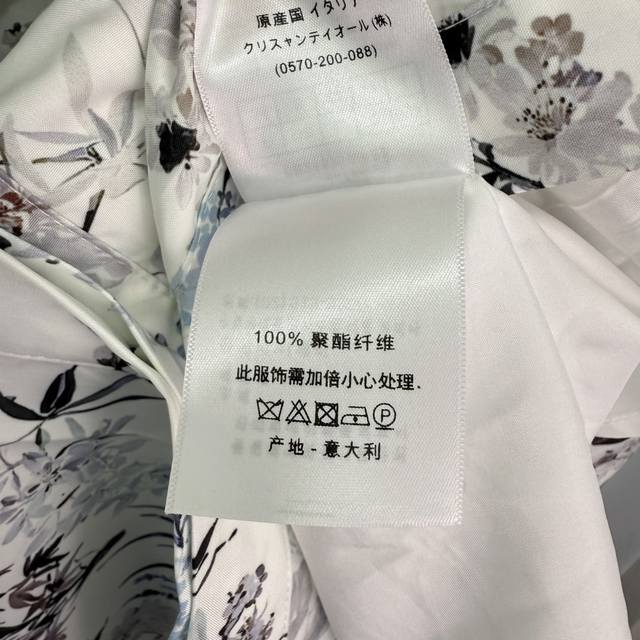 原産国 イタリア
クリスチャンディオール(株)
(0570-200-088)
100% 聚酯纤维
此服饰需加倍小心处理.
P
产地 - 意大利